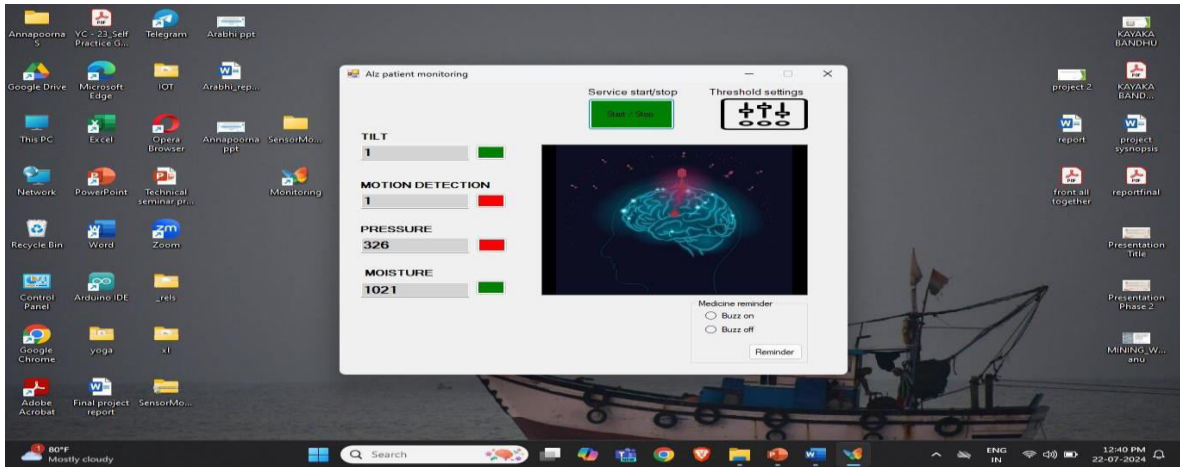 Annapoorna
S
YC - 23_Self
Practice G...
Telegram
Arabhi ppt
Google Drive
Microsoft
Edge
IOT
Arabhi_rep...
This PC
Excel
Opera
Browser
Annapoorna
ppt
SensorMo...
Network
PowerPoint
Technical
seminar pr...
Monitoring
Recycle Bin
Word
Zoom
Control
Panel
Arduino IDE
_rels
Google
Chrome
yoga
xl
Adobe
Acrobat
Final project
report
SensorMo...
Alz patient monitoring
Service start/stop
Threshold settings
Start / Stop
TILT
1
MOTION DETECTION
1
PRESSURE
326
MOISTURE
1021
Medicine reminder
Buzz on
Buzz off
Reminder
KAYAKA
BANDHU
project 2
KAYAKA
BAND...
report
project
sysnopsis
front all
together
reportfinal
Presentation
Title
Presentation
Phase 2
MINING_W...
anu
1
80°F
Mostly cloudy
Search
ENG
IN
12:40 PM
22-07-2024